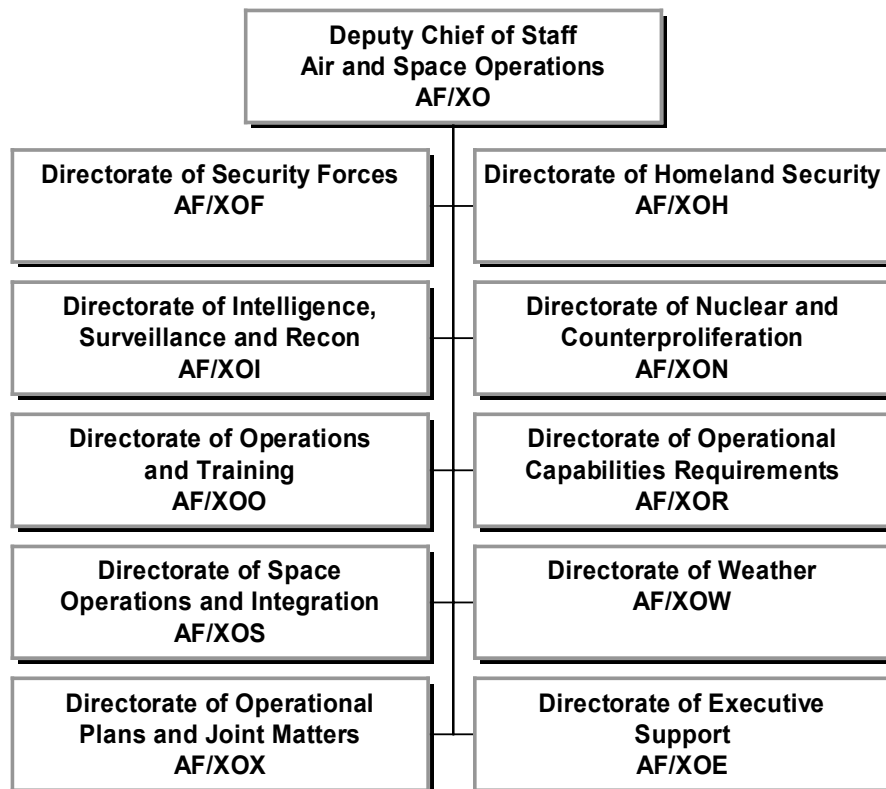 Deputy Chief of Staff
Air and Space Operations
AF/XO
Directorate of Security Forces
AF/XOF
Directorate of Homeland Security
AF/XOH
Directorate of Intelligence,
Surveillance and Recon
AF/XOI
Directorate of Nuclear and
Counterproliferation
AF/XON
Directorate of Operations
and Training
AF/XOO
Directorate of Operational
Capabilities Requirements
AF/XOR
Directorate of Space
Operations and Integration
AF/XOS
Directorate of Weather
AF/XOW
Directorate of Operational
Plans and Joint Matters
AF/XOX
Directorate of Executive
Support
AF/XOE